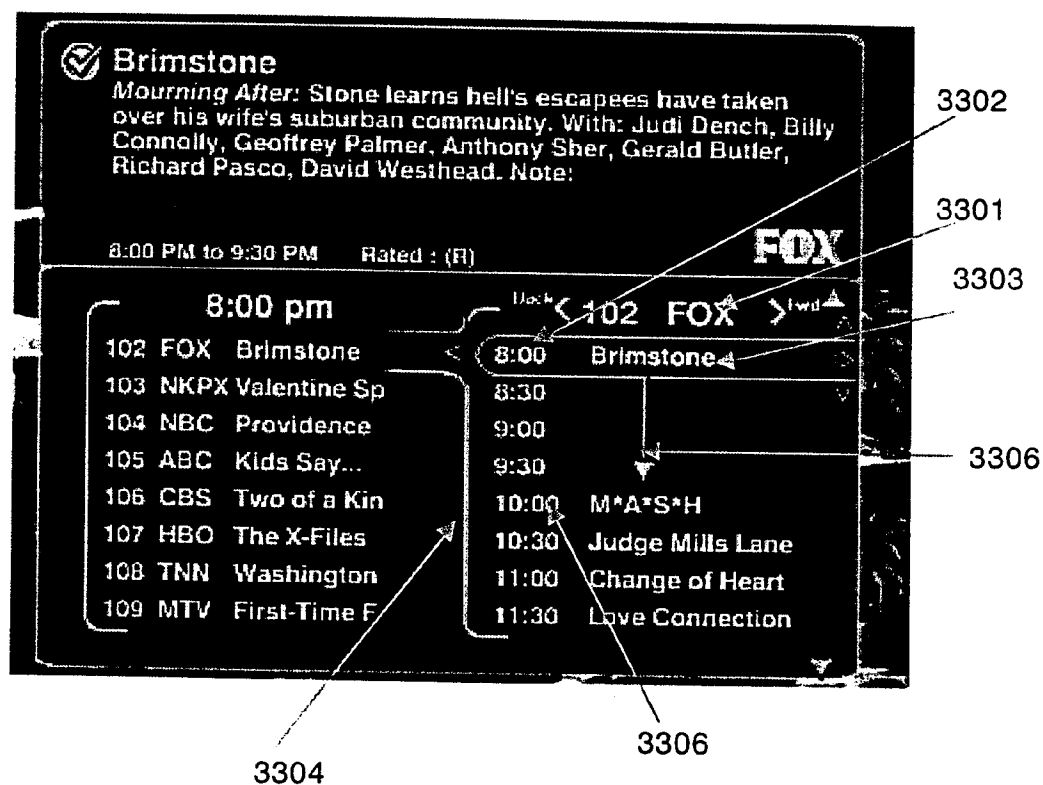 Brimstone
Mourning After: Stone learns hell's escapees have taken
over his wife's suburban community. With: Judi Dench, Billy
Connolly, Geoffrey Palmer, Anthony Sher, Gerald Butler,
Richard Pasco, David Westhead. Note:
8:00 PM to 9:30 PM Rated : (R)
FOX
8:00 pm
102 FOX Brimstone
103 NKPX Valentine Sp
104 NBC Providence
105 ABC Kids Say...
106 CBS Two of a Kin
107 HBO The X-Files
108 TNN Washington
109 MTV First-Time F
Back < 102 FOX > Fwd
8:00 Brimstone
8:30
9:00
9:30
10:00 M*A*S*H
10:30 Judge Mills Lane
11:00 Change of Heart
11:30 Love Connection
3302
3301
3303
3306
3306
3304